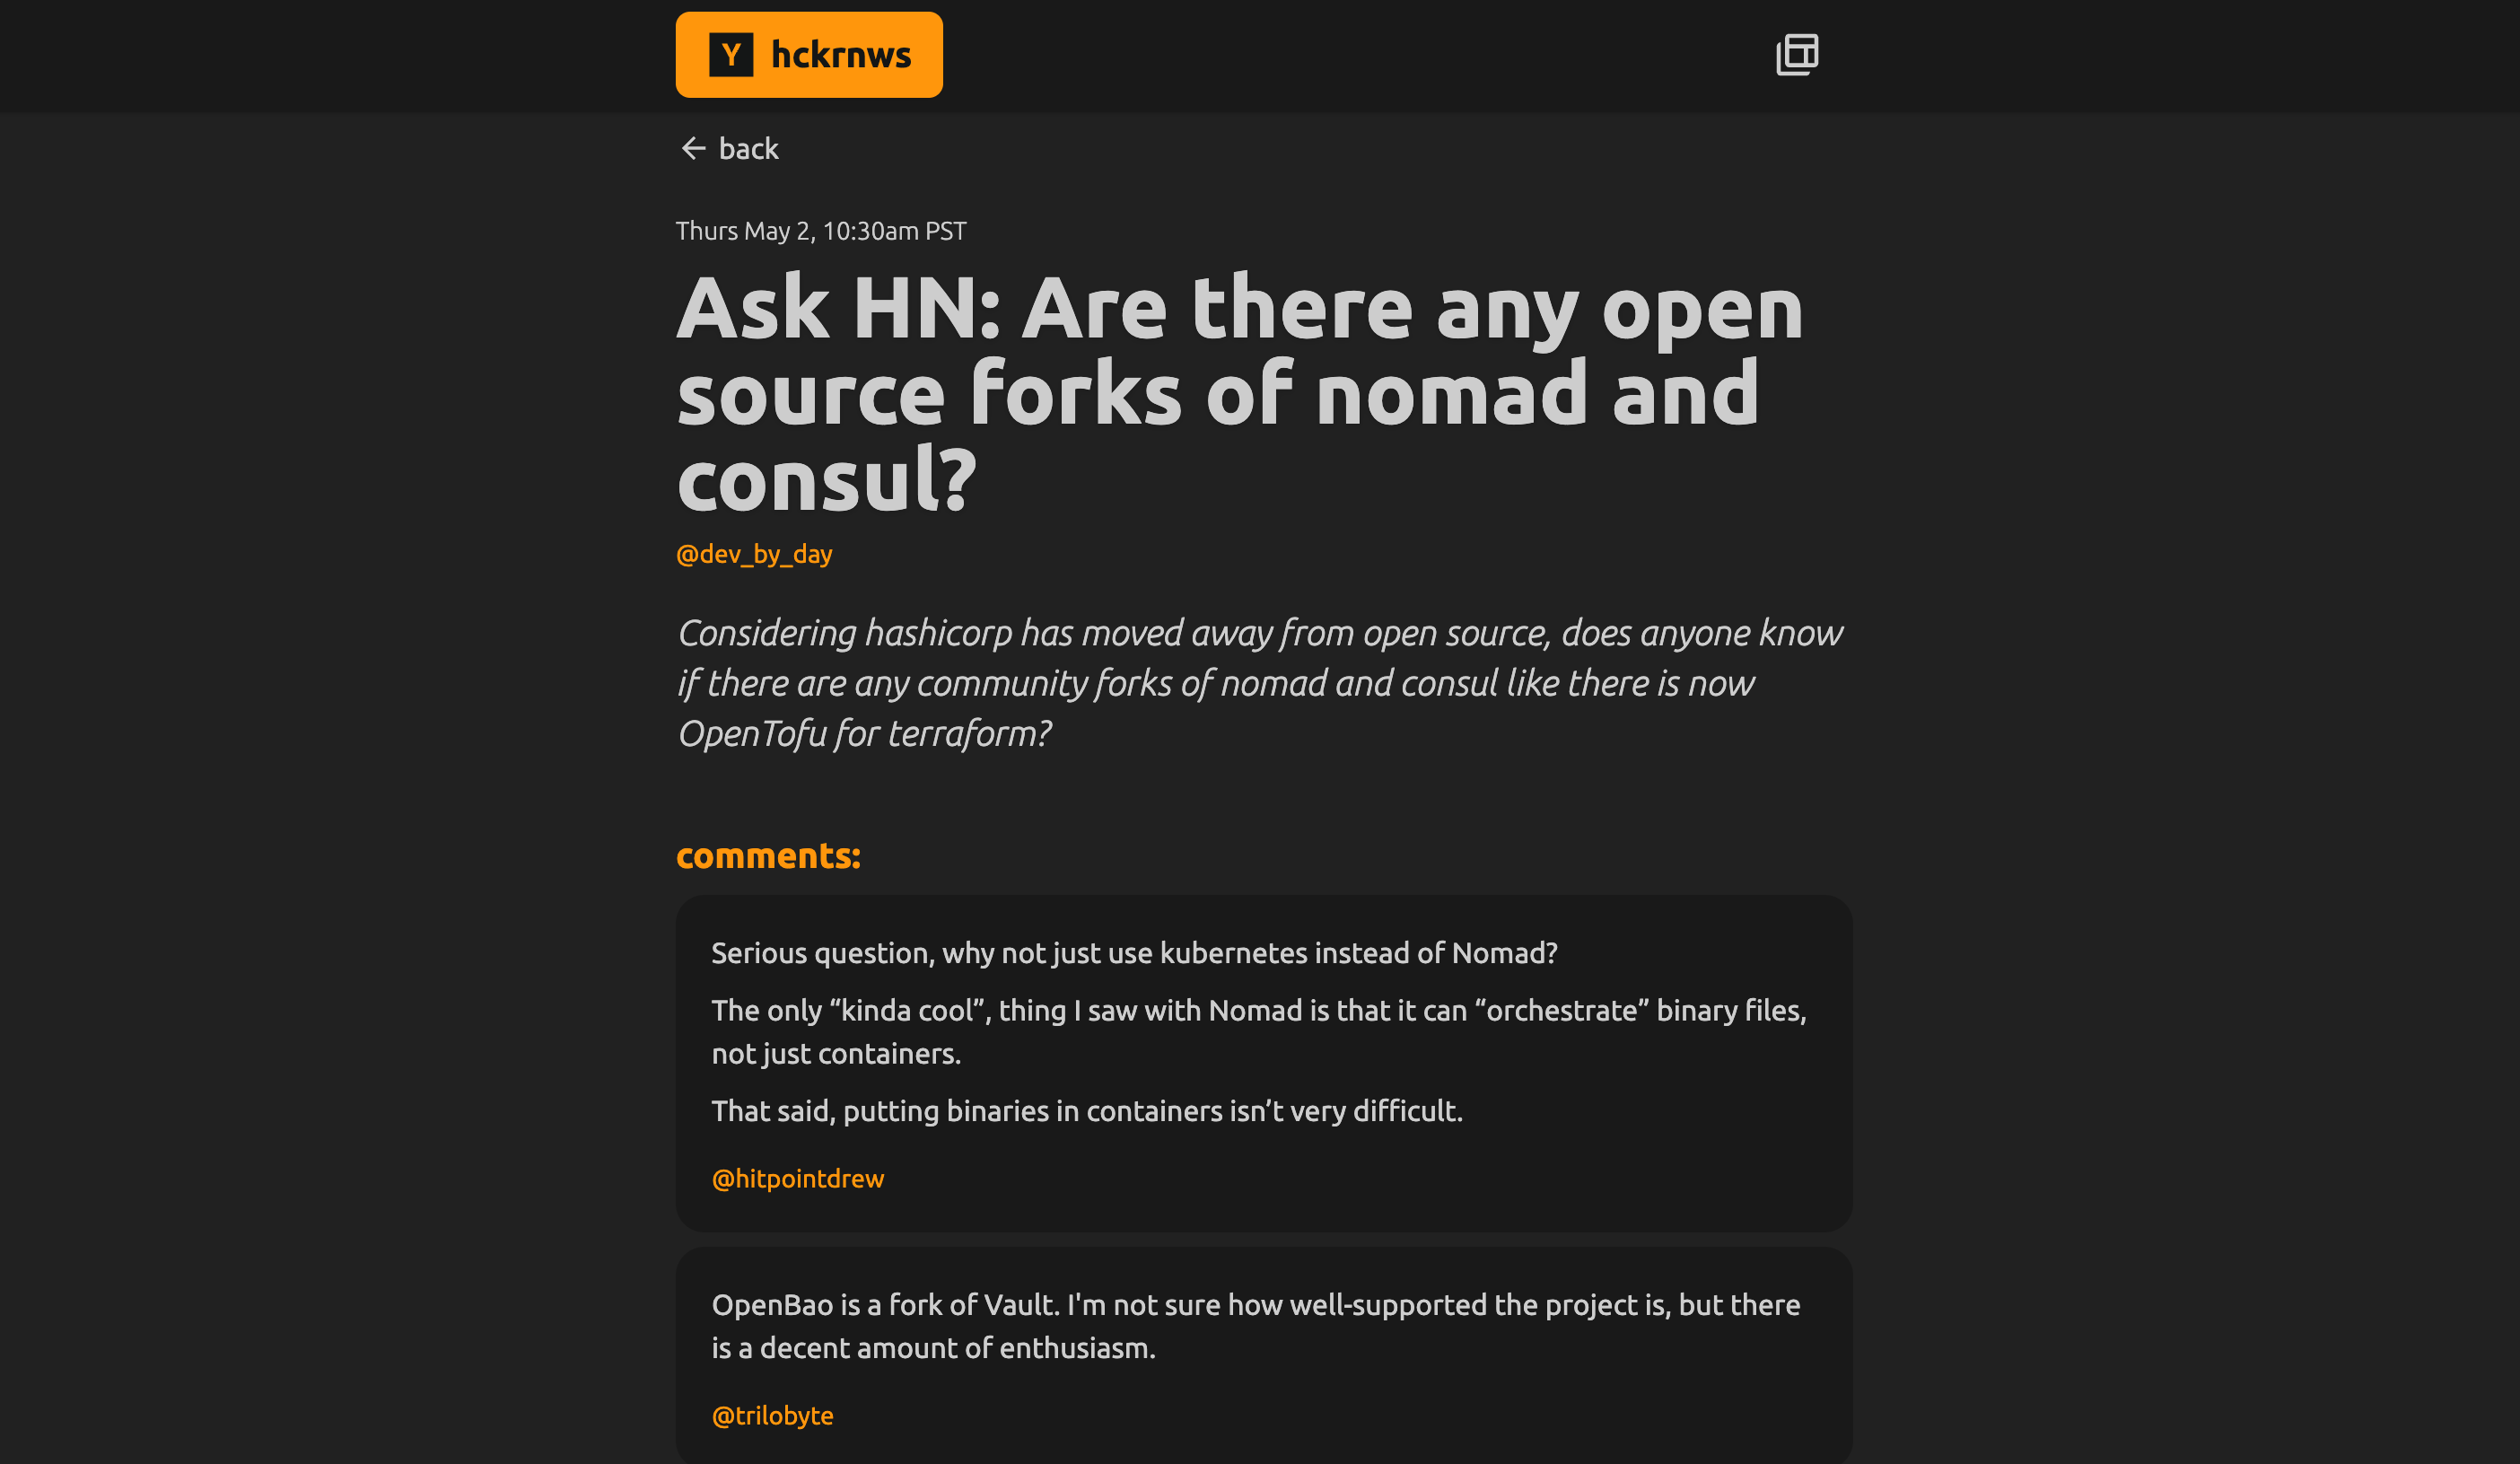 Y hckrnws
back
Thurs May 2, 10:30am PST
Ask HN: Are there any open
source forks of nomad and
consul?
@dev_by_day
Considering hashicorp has moved away from open source, does anyone know
if there are any community forks of nomad and consul like there is now
OpenTofu for terraform?
comments:
Serious question, why not just use kubernetes instead of Nomad?
The only “kinda cool”, thing I saw with Nomad is that it can “orchestrate” binary files,
not just containers.
That said, putting binaries in containers isn’t very difficult.
@hitpointdrew
OpenBao is a fork of Vault. I'm not sure how well-supported the project is, but there
is a decent amount of enthusiasm.
@trilobyte